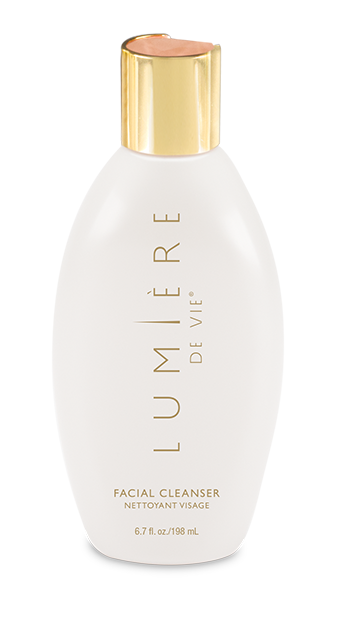 LUMIÈRE
DE VIE®
FACIAL CLEANSER
NETTOYANT VISAGE
6.7 fl. oz./198 mL